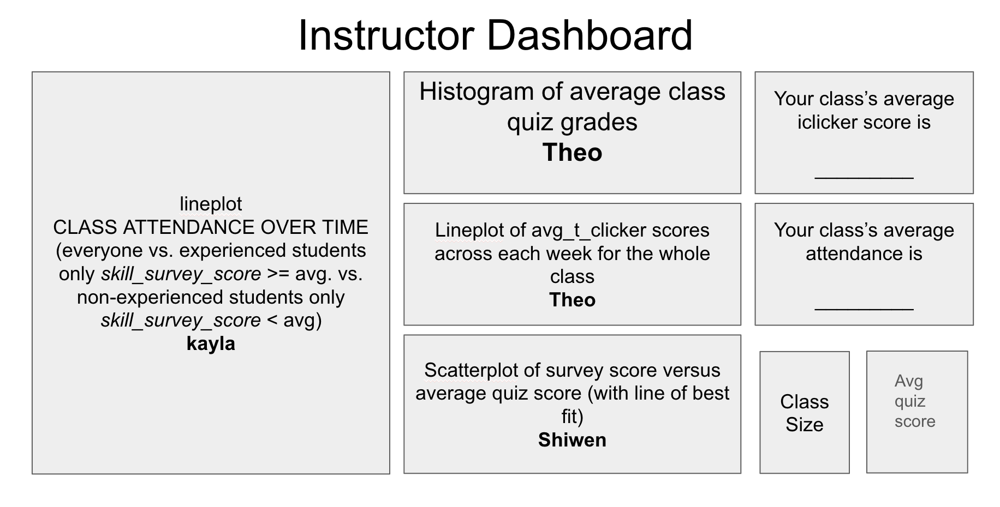 Instructor Dashboard
lineplot
CLASS ATTENDANCE OVER TIME
(everyone vs. experienced students
only skill_survey_score >= avg. vs.
non-experienced students only
skill_survey_score < avg)
kayla
Histogram of average class
quiz grades
Theo
Lineplot of avg_t_clicker scores
across each week for the whole
class
Theo
Scatterplot of survey score versus
average quiz score (with line of best
fit)
Shiwen
Your class’s average
iclicker score is
_________
Your class’s average
attendance is
_________
Class
Size
Avg
quiz
score